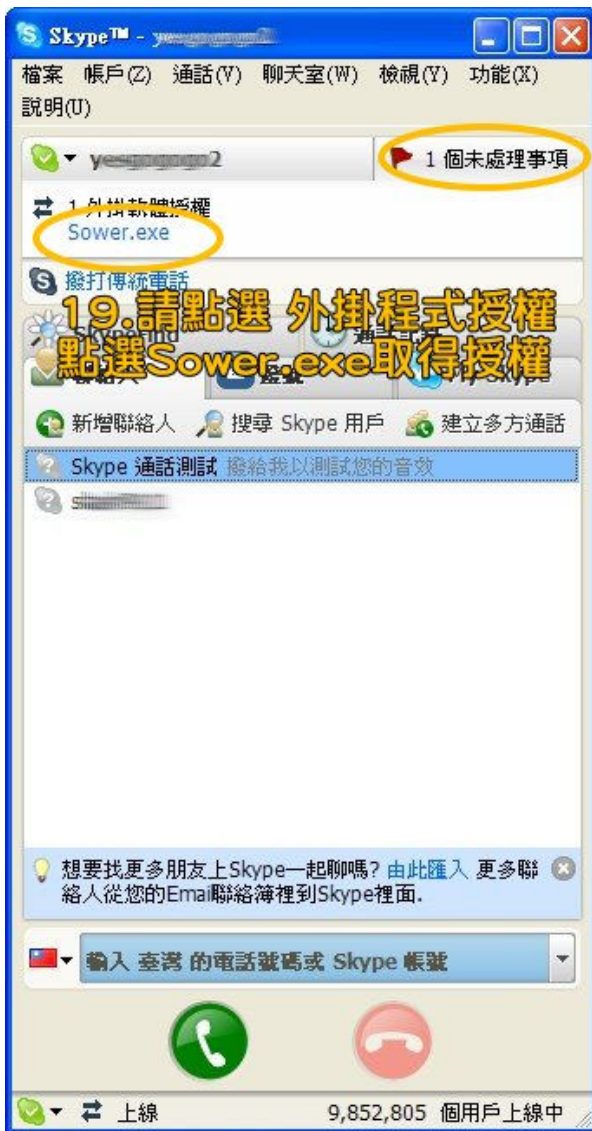 Skype™ -
檔案 帳戶(Z) 通話(V) 聊天室(W) 檢視(Y) 功能(X)
說明(U)
1 個未處理事項
1 外掛軟體授權
Sower.exe
撥打傳統電話
19.請點選 外掛程式授權
點選Sower.exe取得授權
新增聯絡人 搜尋 Skype 用戶 建立多方通話
Skype 通話測試 撥給我以測試您的音效
想要找更多朋友上Skype一起聊嗎? 由此匯入 更多聯
絡人從您的Email聯絡簿裡到Skype裡面.
輸入 臺灣 的電話號碼或 Skype 帳號
上線 9,852,805 個用戶上線中